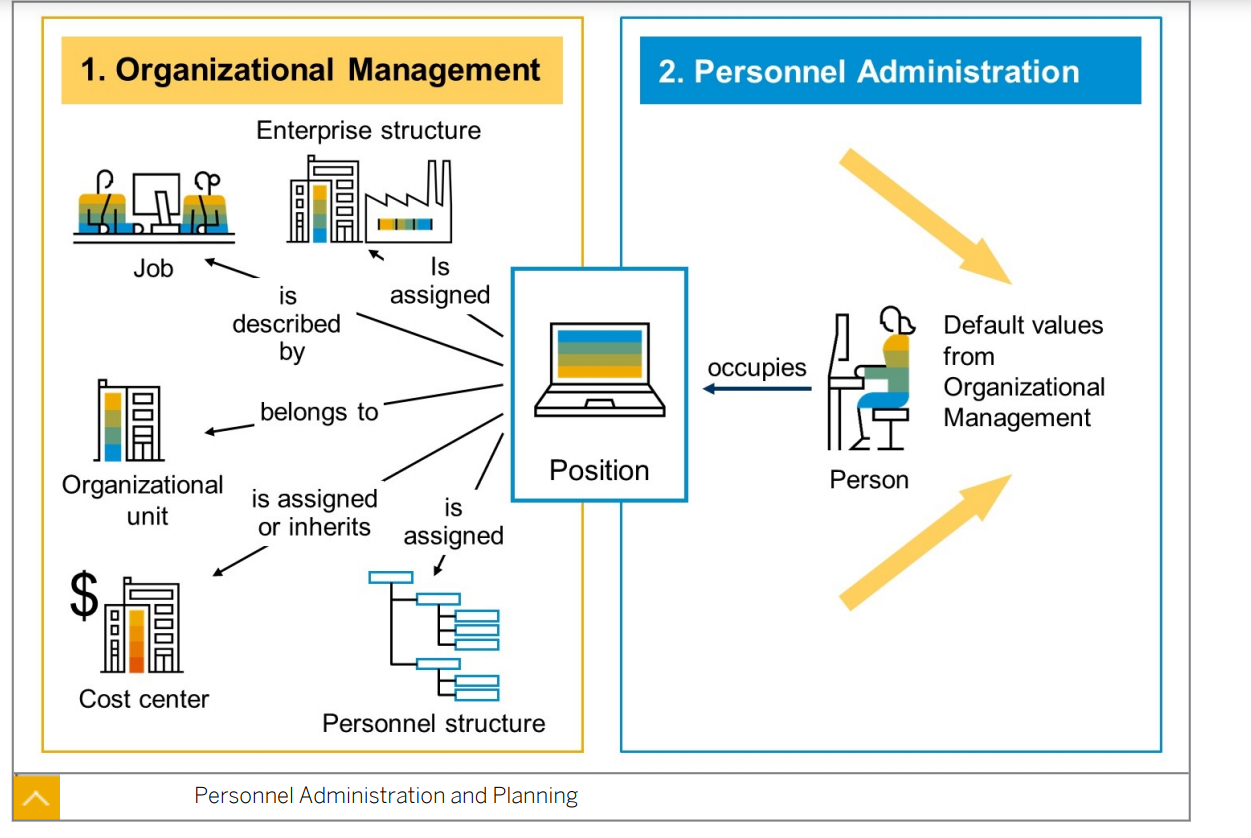 1. Organizational Management
2. Personnel Administration
Enterprise structure
Job
Is
assigned
is
described
by
belongs to
Organizational
unit
is assigned
or inherits
is
assigned
$
Cost center
Personnel structure
Position
occupies
Person
Default values
from
Organizational
Management
Personnel Administration and Planning